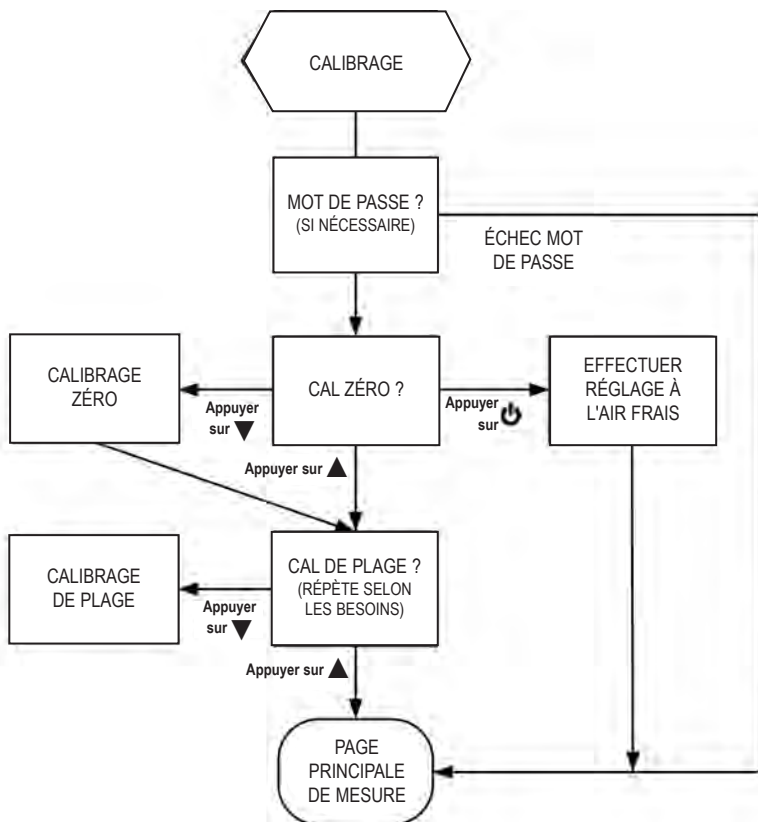 CALIBRAGE
MOT DE PASSE ?
(SI NÉCESSAIRE)
ÉCHEC MOT
DE PASSE
CALIBRAGE
ZÉRO
Appuyer
sur ▼
CAL ZÉRO ?
Appuyer
sur ⏻
EFFECTUER
RÉGLAGE À
L'AIR FRAIS
Appuyer sur ▲
CALIBRAGE
DE PLAGE
Appuyer
sur ▼
CAL DE PLAGE ?
(RÉPÈTE SELON
LES BESOINS)
Appuyer sur ▲
PAGE
PRINCIPALE
DE MESURE